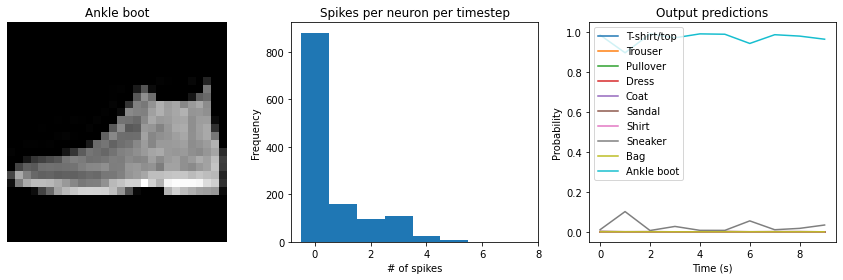 Ankle boot
Spikes per neuron per timestep
Frequency
800
600
400
200
0
0
2
4
6
8
# of spikes
Output predictions
Probability
1.0
0.8
0.6
0.4
0.2
0.0
T-shirt/top
Trouser
Pullover
Dress
Coat
Sandal
Shirt
Sneaker
Bag
Ankle boot
0
2
4
6
8
Time (s)